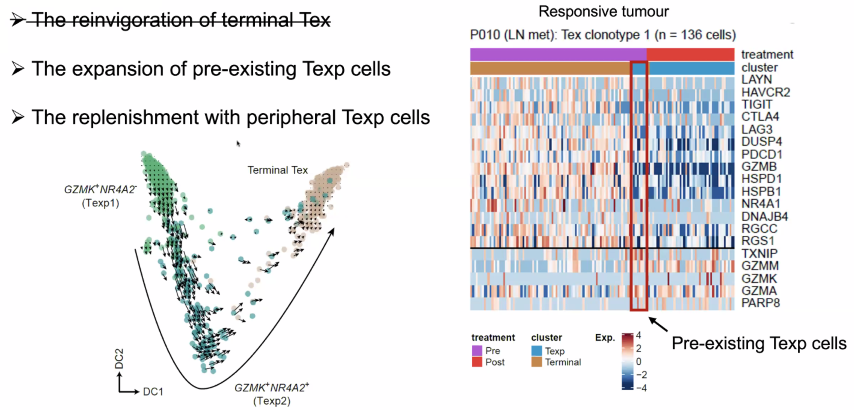 ➢ The reinvigoration of terminal Tex
➢ The expansion of pre-existing Texp cells
➢ The replenishment with peripheral Texp cells
GZMK⁺NR4A2⁻
(Texp1)
Terminal Tex
DC2
DC1
GZMK⁺NR4A2⁺
(Texp2)
Responsive tumour
P010 (LN met): Tex clonotype 1 (n = 136 cells)
treatment
cluster
LAYN
HAVCR2
TIGIT
CTLA4
LAG3
DUSP4
PDCD1
GZMB
HSPD1
HSPB1
NR4A1
DNAJB4
RGCC
RGS1
TXNIP
GZMM
GZMK
GZMA
PARP8
treatment
Pre
Post
cluster
Texp
Terminal
Exp.
4
2
0
−2
−4
Pre-existing Texp cells